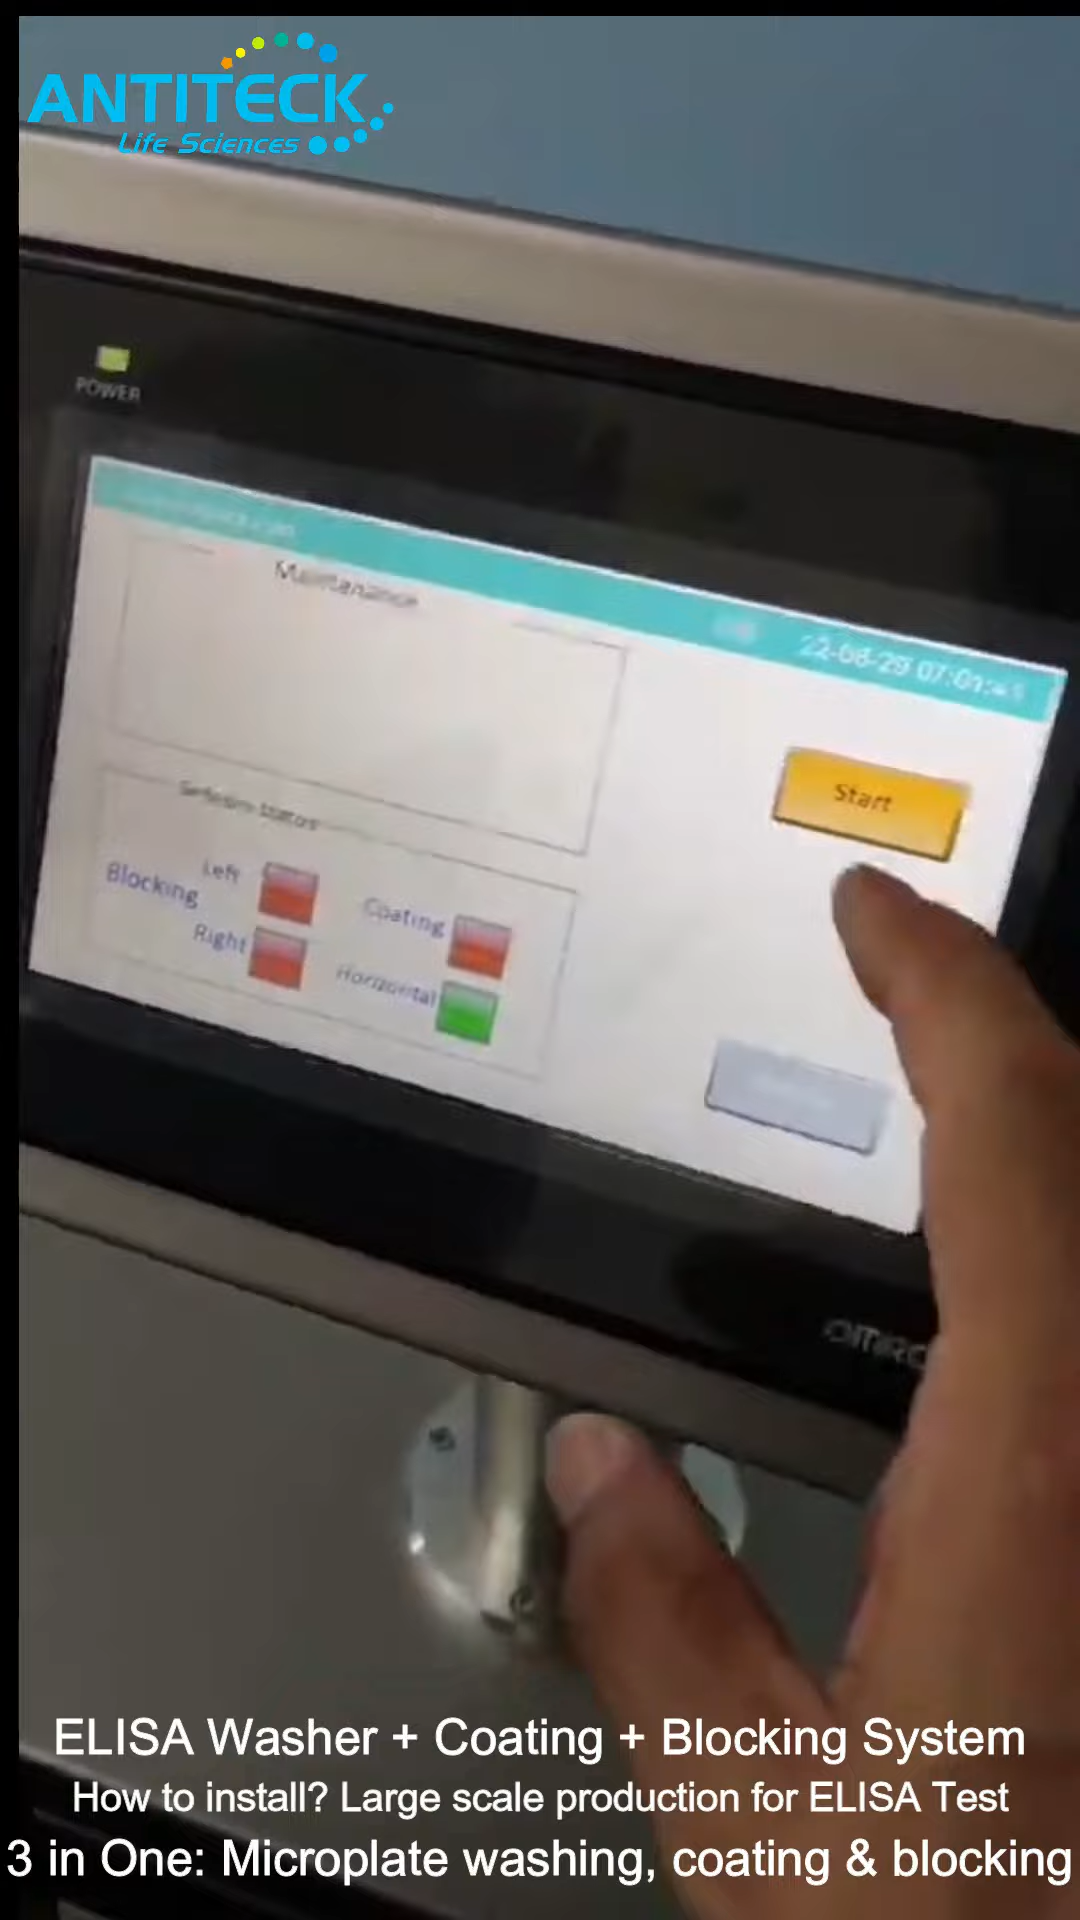 ANTITECK
Life Sciences
POWER
Maintenance
22-08-29 07:01
Start
Left
Blocking
Coating
Right
Horizontal
ELISA Washer + Coating + Blocking System
How to install? Large scale production for ELISA Test
3 in One: Microplate washing, coating & blocking